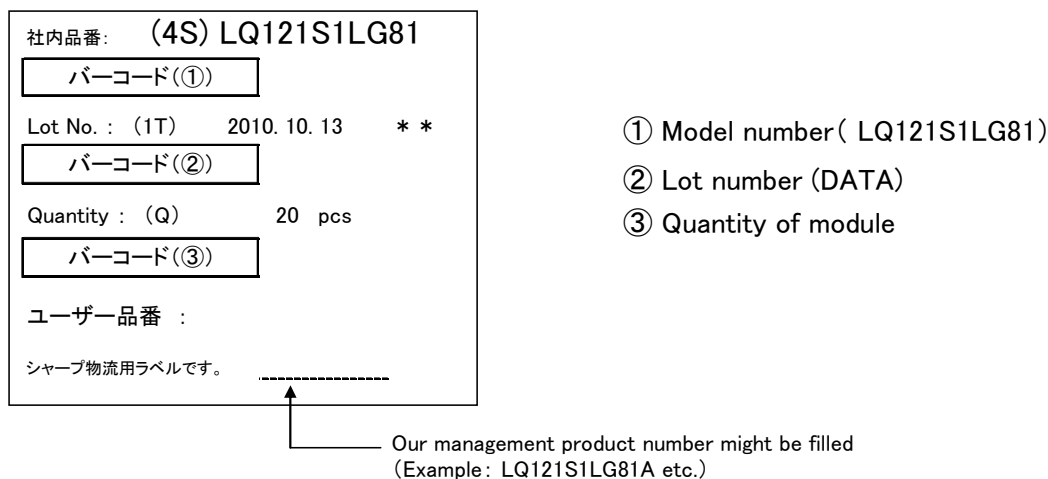 社内品番: (4S) LQ121S1LG81
バーコード(①)
Lot No. : (1T) 2010. 10. 13 * *
バーコード(②)
Quantity : (Q) 20 pcs
バーコード(③)
ユーザー品番 :
シャープ物流用ラベルです。
① Model number( LQ121S1LG81)
② Lot number (DATA)
③ Quantity of module
Our management product number might be filled
(Example: LQ121S1LG81A etc.)